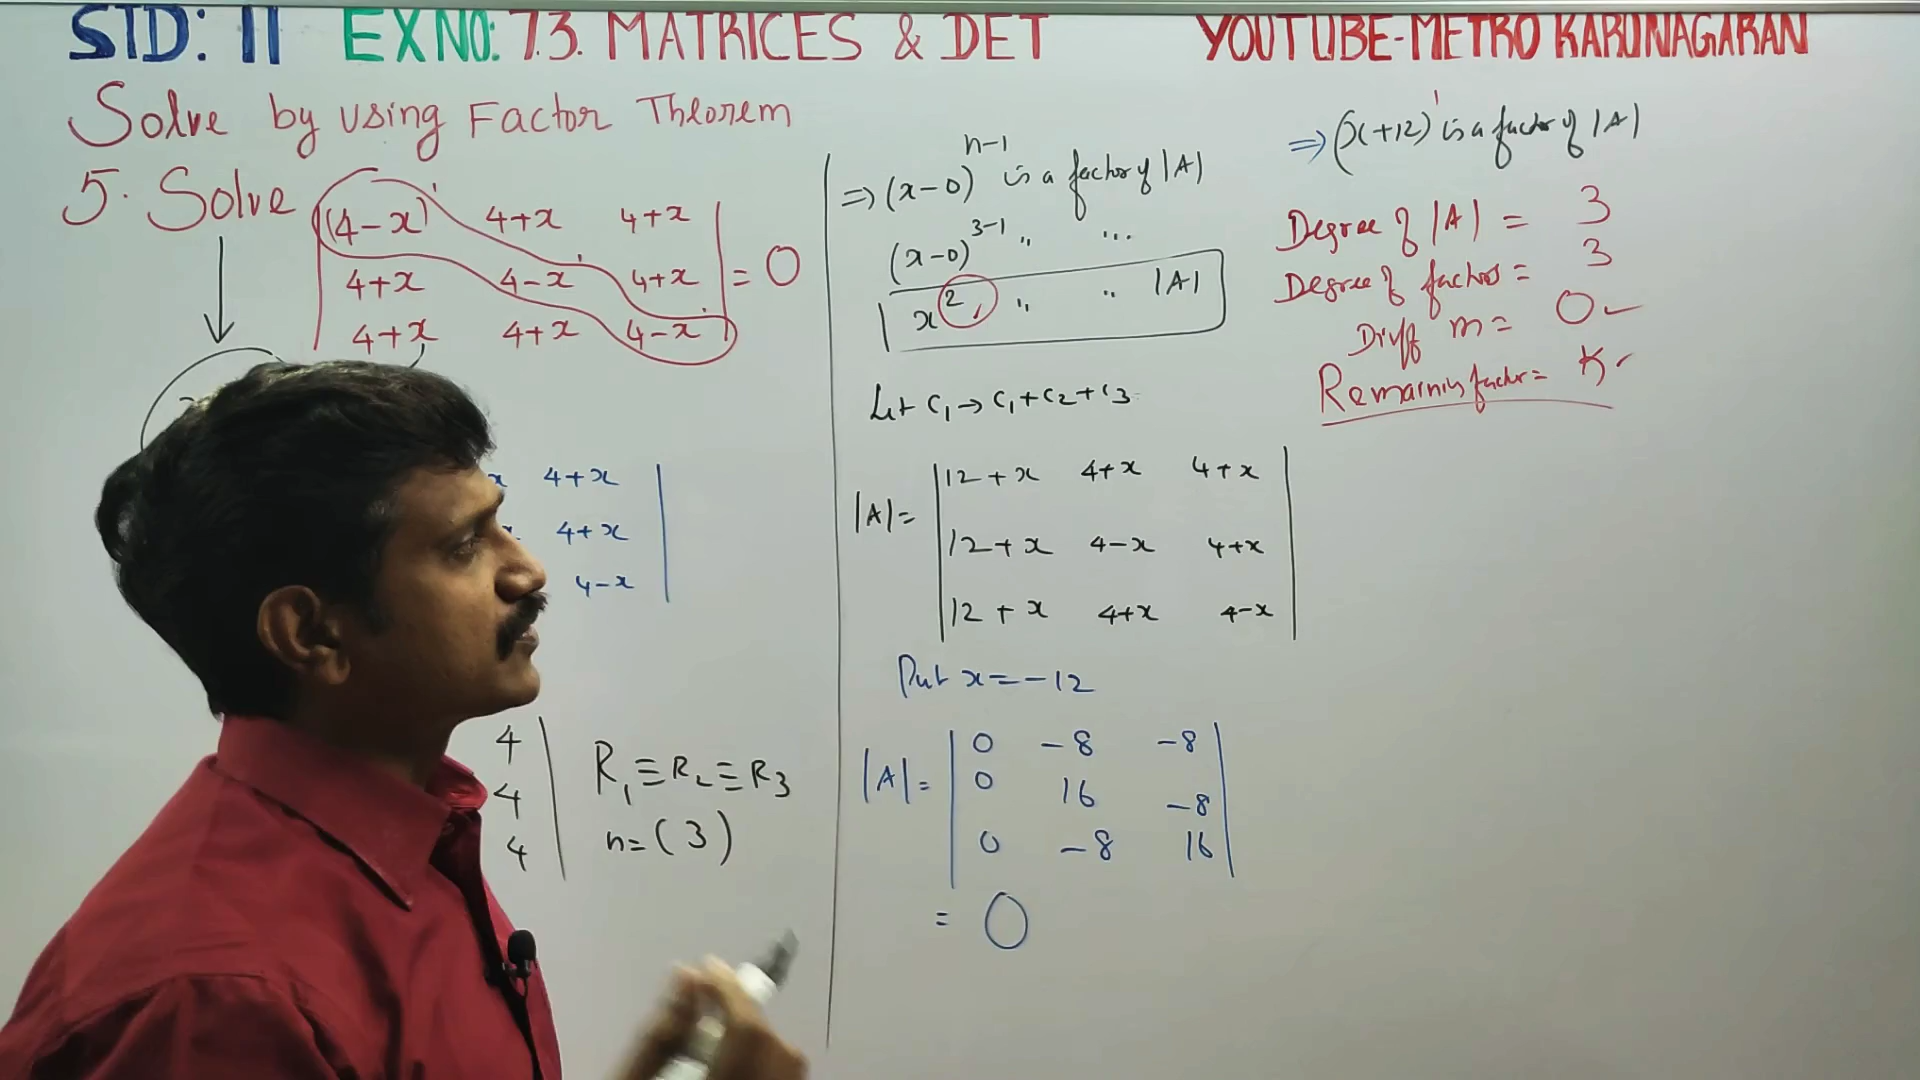 STD: 11 EX NO: 7.3. MATRICES & DET YOUTUBE-METRO KARUNAGARAN
Solve by using Factor Theorem
5. Solve
(4-x) 4+x 4+x
4+x 4-x 4+x = 0
4+x 4+x 4-x
x 4+x
4+x
4-x
4
4
4
R₁ ≡ R₂ ≡ R₃
n = (3)
⇒ (x-0)ⁿ⁻¹ is a factor of |A|
(x-0)³⁻¹ " ...
x², " " |A|
Let C₁ → C₁+C₂+C₃
|A| =
12+x 4+x 4+x
12+x 4-x 4+x
12+x 4+x 4-x
Put x = -12
|A| =
0 -8 -8
0 16 -8
0 -8 16
= 0
⇒ (x+12)¹ is a factor of |A|
Degree of |A| = 3
Degree of factors = 3
Diff m = 0
Remaining factor = K